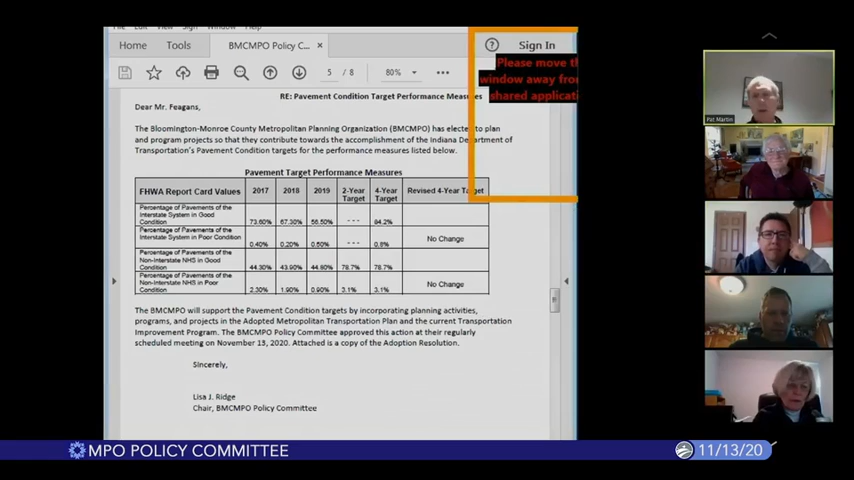 File Edit View Sign Window Help
Home Tools BMCMPO Policy C... × ? Sign In
5 / 8 80%
Please move th
window away from
shared applicati
RE: Pavement Condition Target Performance Measures
Dear Mr. Feagans,
The Bloomington-Monroe County Metropolitan Planning Organization (BMCMPO) has elected to plan
and program projects so that they contribute towards the accomplishment of the Indiana Department of
Transportation's Pavement Condition targets for the performance measures listed below.
Pavement Target Performance Measures
FHWA Report Card Values 2017 2018 2019 2-Year Target 4-Year Target Revised 4-Year Target
Percentage of Pavements of the
Interstate System in Good
Condition 73.60% 67.30% 58.50% --- 84.2%
Percentage of Pavements of the
Interstate System in Poor Condition 0.40% 0.20% 0.60% --- 0.8% No Change
Percentage of Pavements of the
Non-Interstate NHS in Good
Condition 44.30% 43.90% 44.60% 78.7% 78.7%
Percentage of Pavements of the
Non-Interstate NHS in Poor
Condition 2.30% 1.90% 0.90% 3.1% 3.1% No Change
The BMCMPO will support the Pavement Condition targets by incorporating planning activities,
programs, and projects in the Adopted Metropolitan Transportation Plan and the current Transportation
Improvement Program. The BMCMPO Policy Committee approved this action at their regularly
scheduled meeting on November 13, 2020. Attached is a copy of the Adoption Resolution.
Sincerely,
Lisa J. Ridge
Chair, BMCMPO Policy Committee
Pat Martin
MPO POLICY COMMITTEE 11/13/20